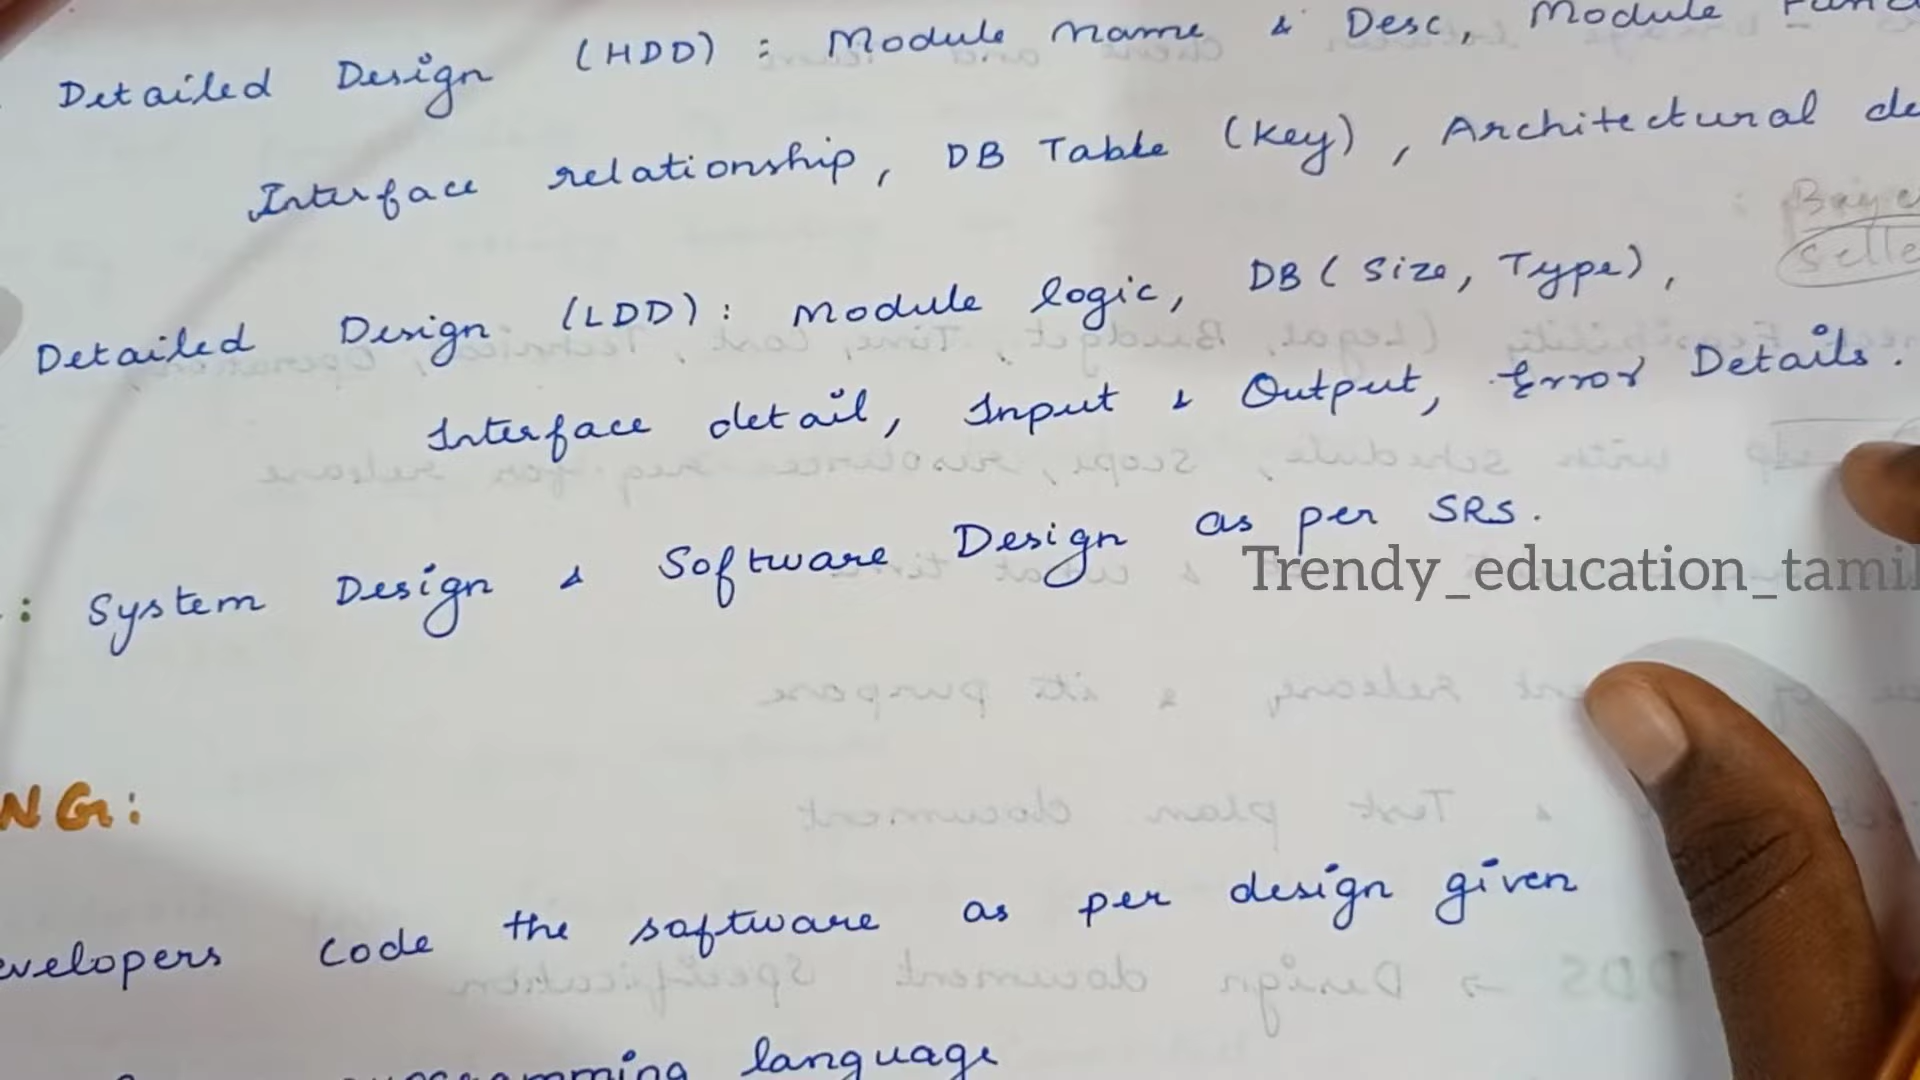 Detailed Design (HDD) : Module name & Desc, Module
Interface relationship, DB Table (Key), Architectural
Detailed Design (LDD) : Module logic, DB (Size, Type),
Interface detail, Input & Output, Error Details.
: System Design & Software Design as per SRS.
Trendy_education_tamil
NG:
evelopers code the software as per design given
language